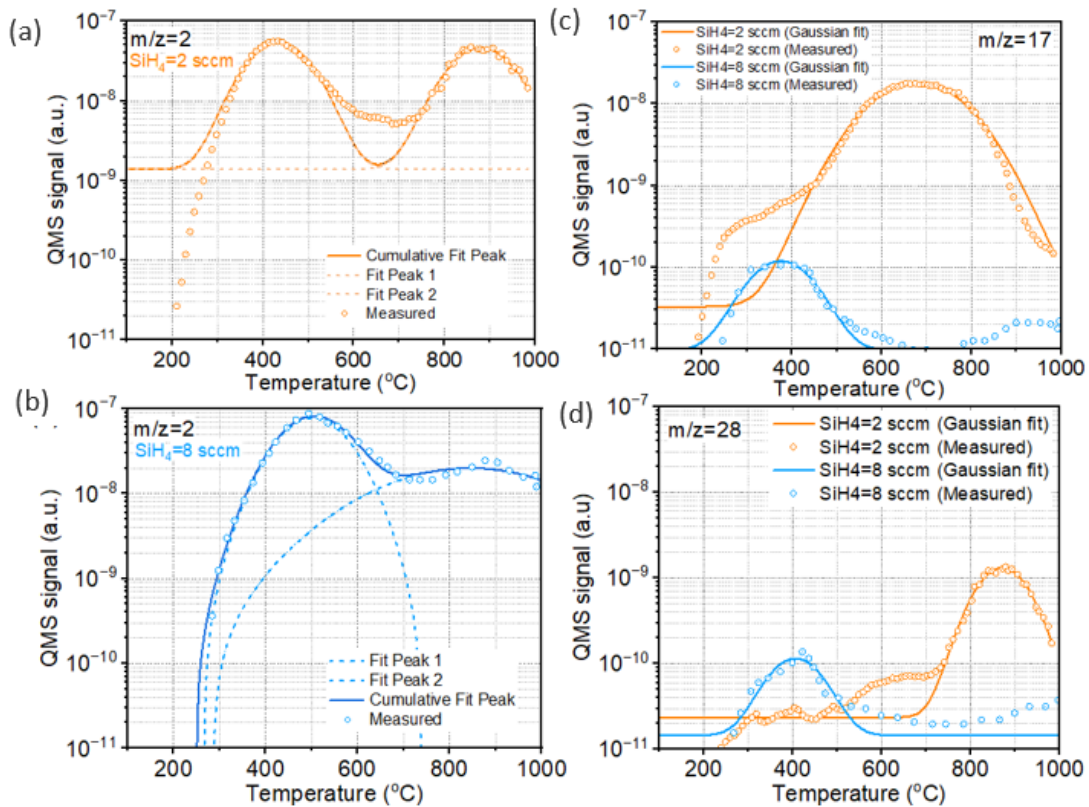 (a)
m/z=2
SiH4=2 sccm
10-7
10-8
10-9
10-10
10-11
QMS signal (a.u.)
Cumulative Fit Peak
Fit Peak 1
Fit Peak 2
Measured
200 400 600 800 1000
Temperature (oC)
(c)
SiH4=2 sccm (Gaussian fit)
SiH4=2 sccm (Measured)
SiH4=8 sccm (Gaussian fit)
SiH4=8 sccm (Measured)
m/z=17
10-7
10-8
10-9
10-10
10-11
QMS signal (a.u)
200 400 600 800 1000
Temperature (oC)
(b)
m/z=2
SiH4=8 sccm
10-7
10-8
10-9
10-10
10-11
QMS signal (a.u.)
Fit Peak 1
Fit Peak 2
Cumulative Fit Peak
Measured
200 400 600 800 1000
Temperature (oC)
(d)
m/z=28
SiH4=2 sccm (Gaussian fit)
SiH4=2 sccm (Measured)
SiH4=8 sccm (Gaussian fit)
SiH4=8 sccm (Measured)
10-7
10-8
10-9
10-10
10-11
QMS signal (a.u.)
200 400 600 800 1000
Temperature (oC)